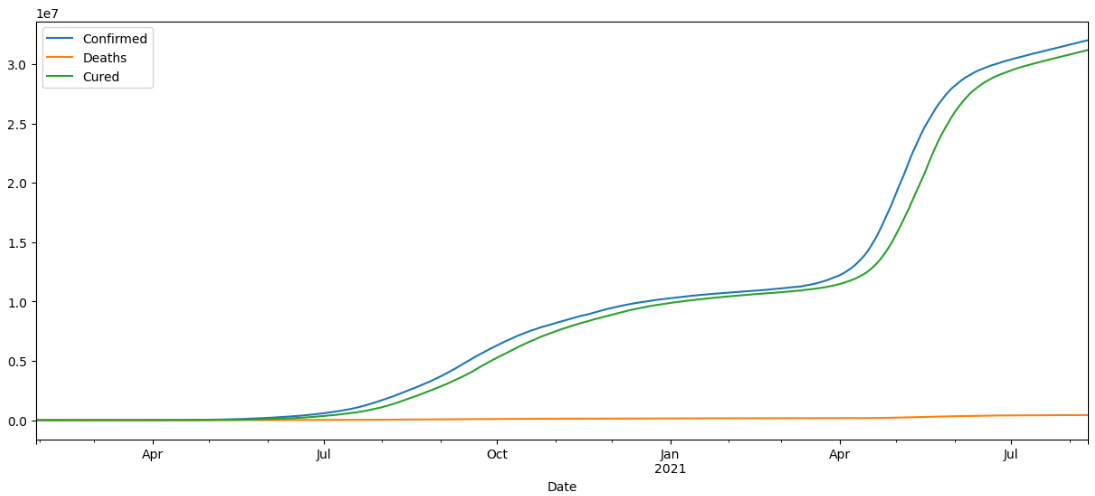 1e7
Confirmed
Deaths
Cured
3.0
2.5
2.0
1.5
1.0
0.5
0.0
Apr Jul Oct Jan Apr Jul
2021
Date